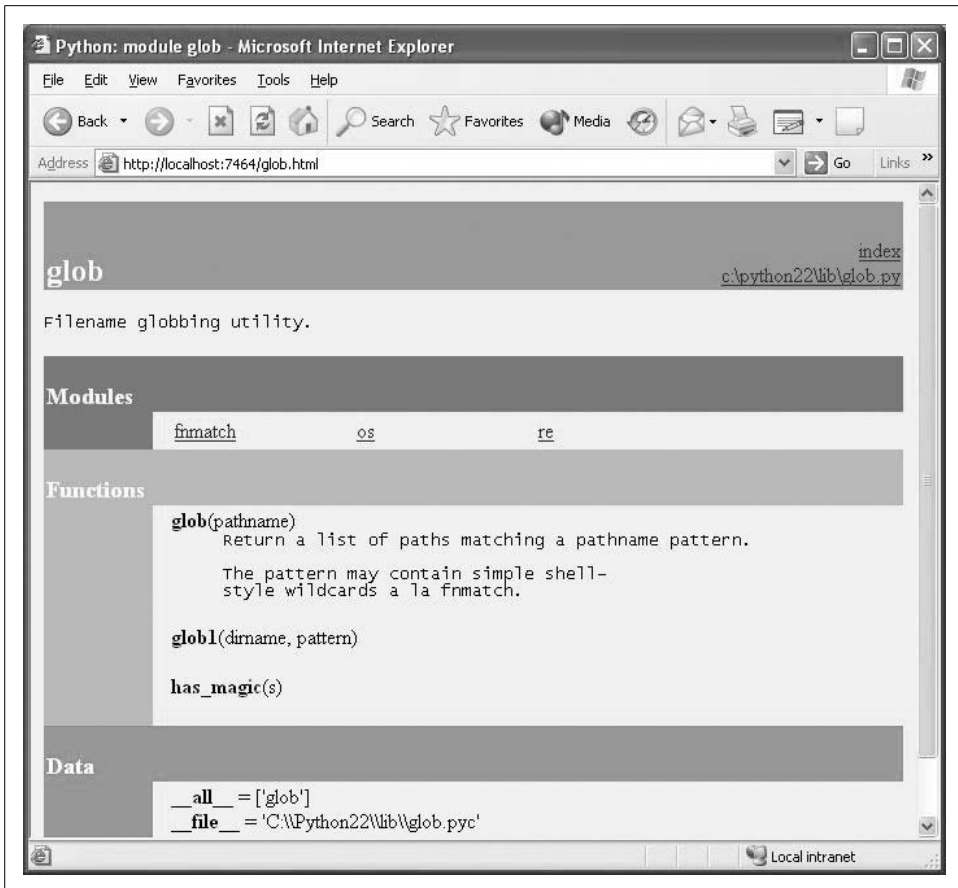 Python: module glob - Microsoft Internet Explorer
File Edit View Favorites Tools Help
Back Search Favorites Media
Address http://localhost:7464/glob.html Go Links »
index
glob
c:\python22\lib\glob.py
Filename globbing utility.
Modules
fnmatch os re
Functions
glob(pathname)
Return a list of paths matching a pathname pattern.
The pattern may contain simple shell-
style wildcards a la fnmatch.
glob1(dirname, pattern)
has_magic(s)
Data
__all__ = ['glob']
__file__ = 'C:\\Python22\\lib\\glob.pyc'
Local intranet